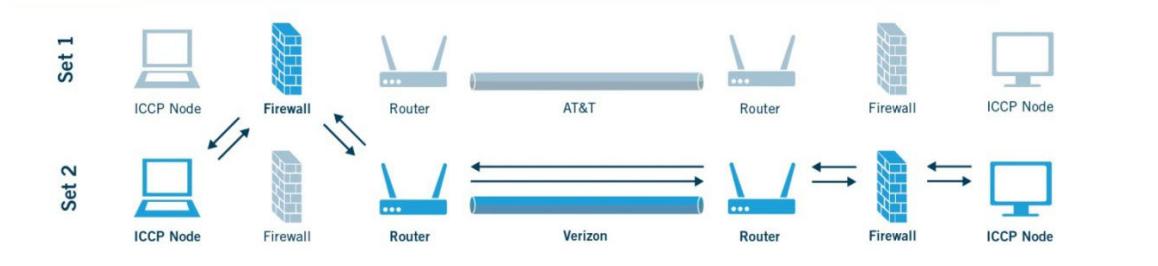 Set 1
ICCP Node Firewall Router AT&T Router Firewall ICCP Node
Set 2
ICCP Node Firewall Router Verizon Router Firewall ICCP Node